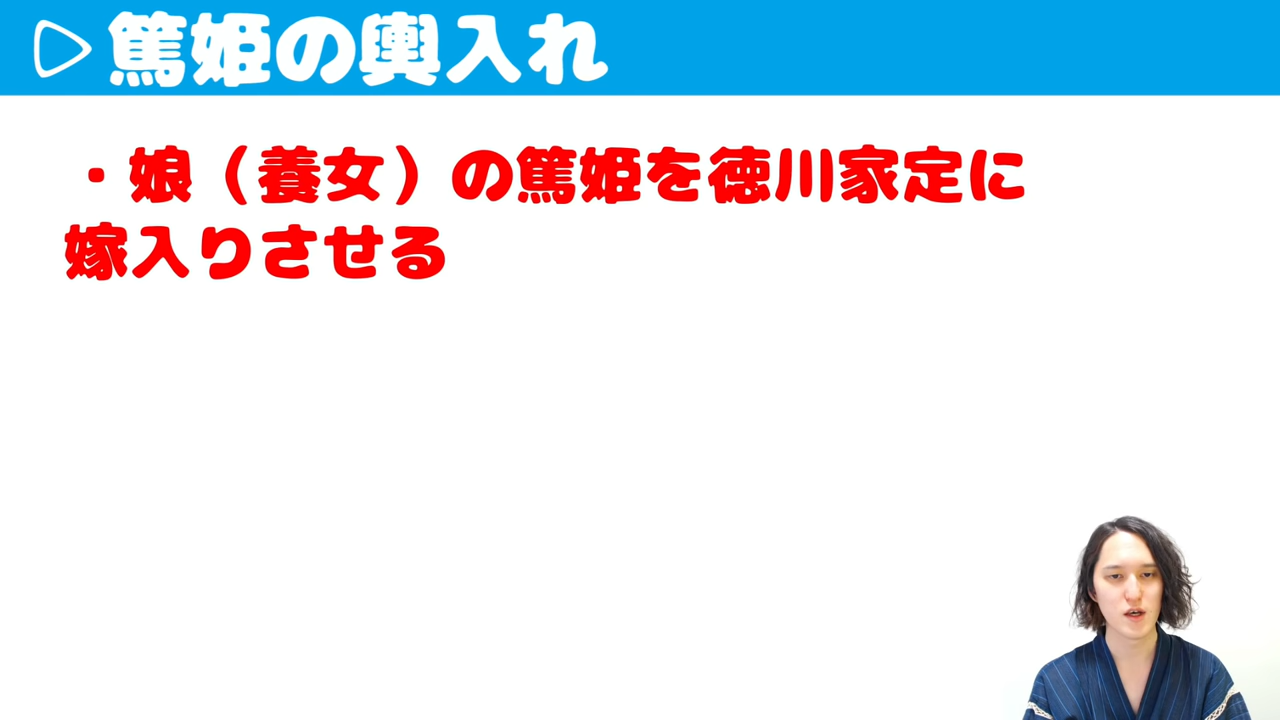 篤姫の輿入れ
・娘（養女）の篤姫を徳川家定に
嫁入りさせる